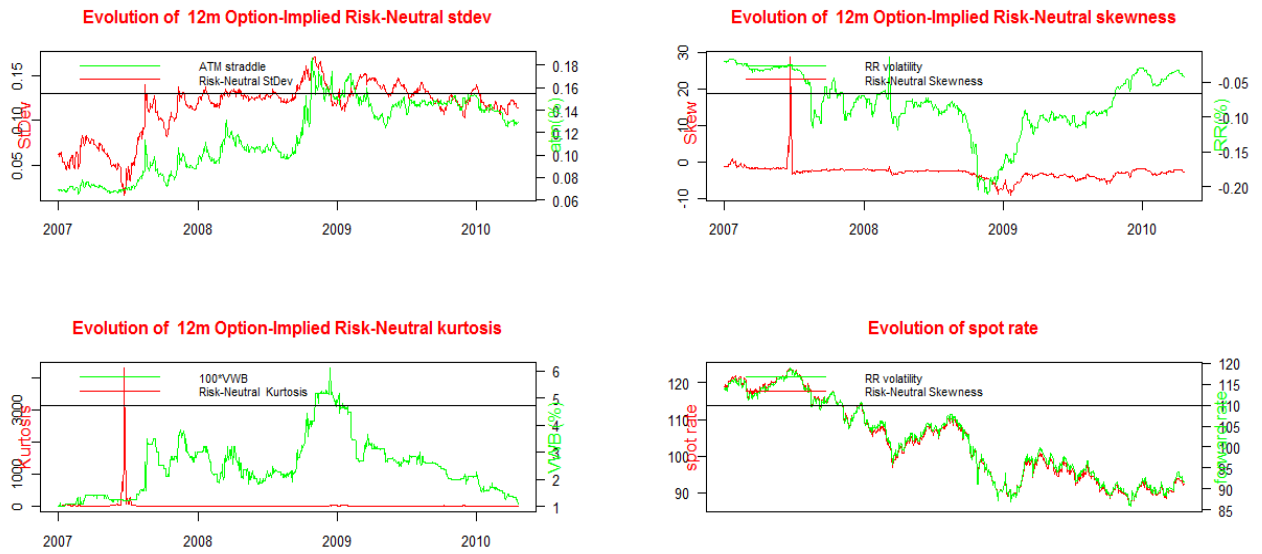 Evolution of 12m Option-Implied Risk-Neutral stdev
ATM straddle
Risk-Neutral StDev
StDev
0.05
0.10
0.15
atm(%)
0.06
0.08
0.10
0.12
0.14
0.16
0.18
2007
2008
2009
2010
Evolution of 12m Option-Implied Risk-Neutral skewness
RR volatility
Risk-Neutral Skewness
Skew
-10
0
10
20
30
RR(%)
-0.20
-0.15
-0.10
-0.05
2007
2008
2009
2010
Evolution of 12m Option-Implied Risk-Neutral kurtosis
100*VWB
Risk-Neutral Kurtosis
Kurtosis
0
1000
3000
VWB(%)
1
2
3
4
5
6
2007
2008
2009
2010
Evolution of spot rate
RR volatility
Risk-Neutral Skewness
spot rate
90
100
110
120
forward rate
85
90
95
100
105
110
115
120
2007
2008
2009
2010